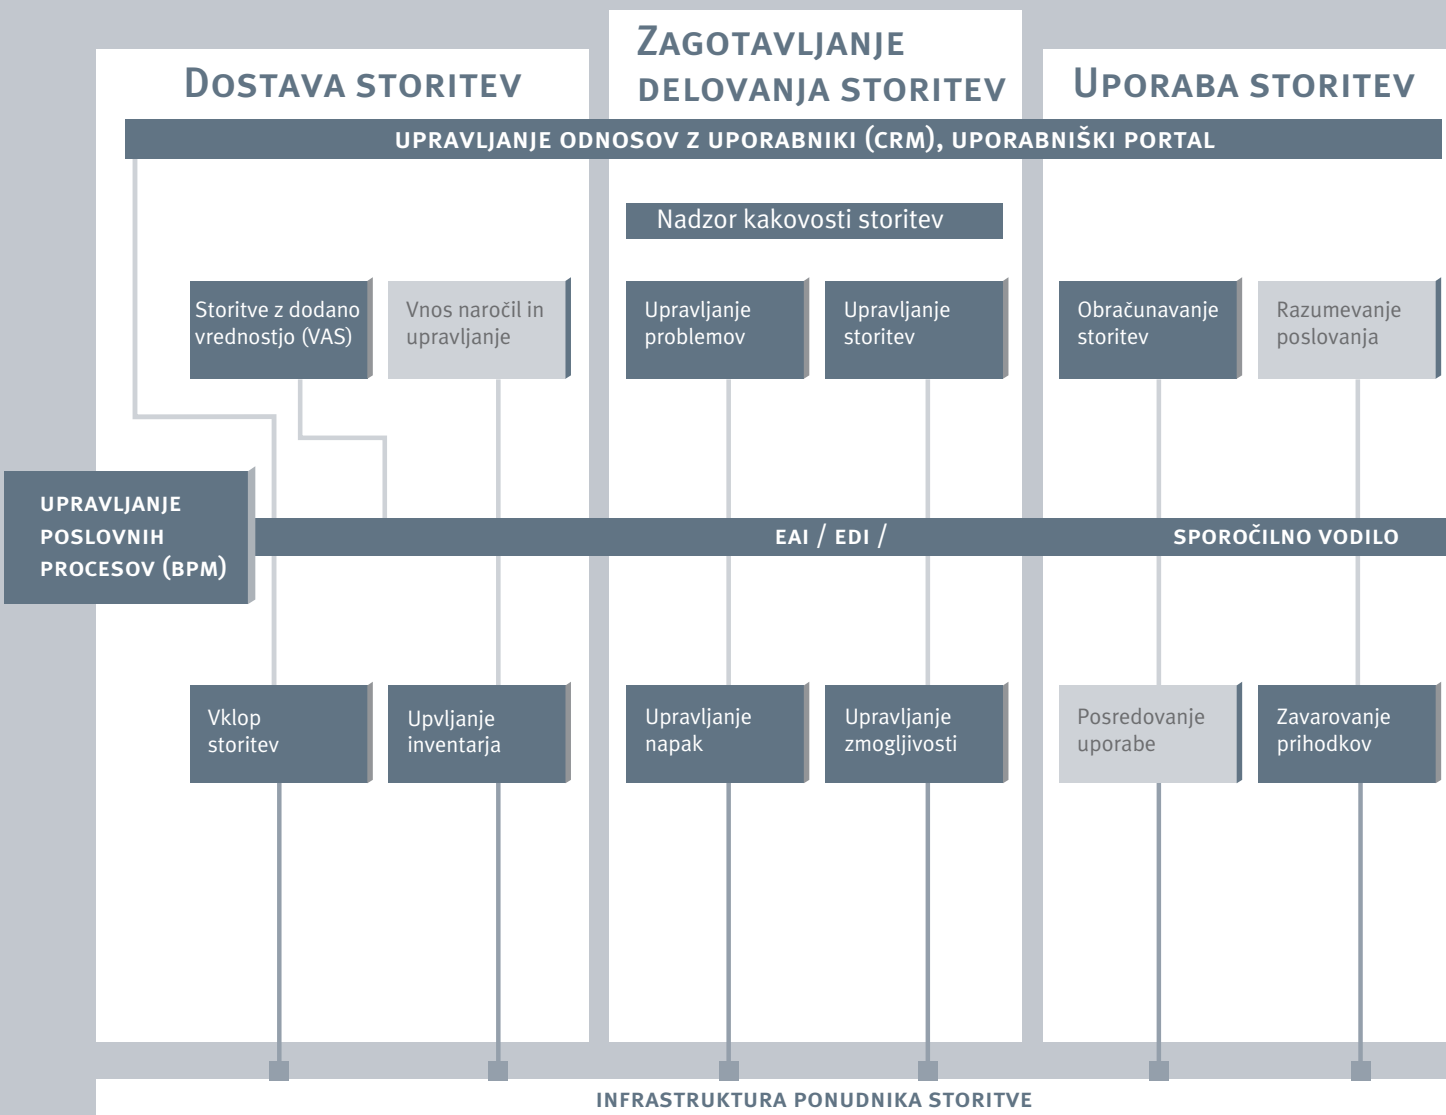 Dostava storitev
Zagotavljanje
delovanja storitev
Uporaba storitev
upravljanje odnosov z uporabniki (crm), uporabniški portal
Nadzor kakovosti storitev
Storitve z dodano
vrednostjo (VAS)
Vnos naročil in
upravljanje
Upravljanje
problemov
Upravljanje
storitev
Obračunavanje
storitev
Razumevanje
poslovanja
upravljanje
poslovnih
procesov (bpm)
eai / edi /
sporočilno vodilo
Vklop
storitev
Upvljanje
inventarja
Upravljanje
napak
Upravljanje
zmogljivosti
Posredovanje
uporabe
Zavarovanje
prihodkov
infrastruktura ponudnika storitve